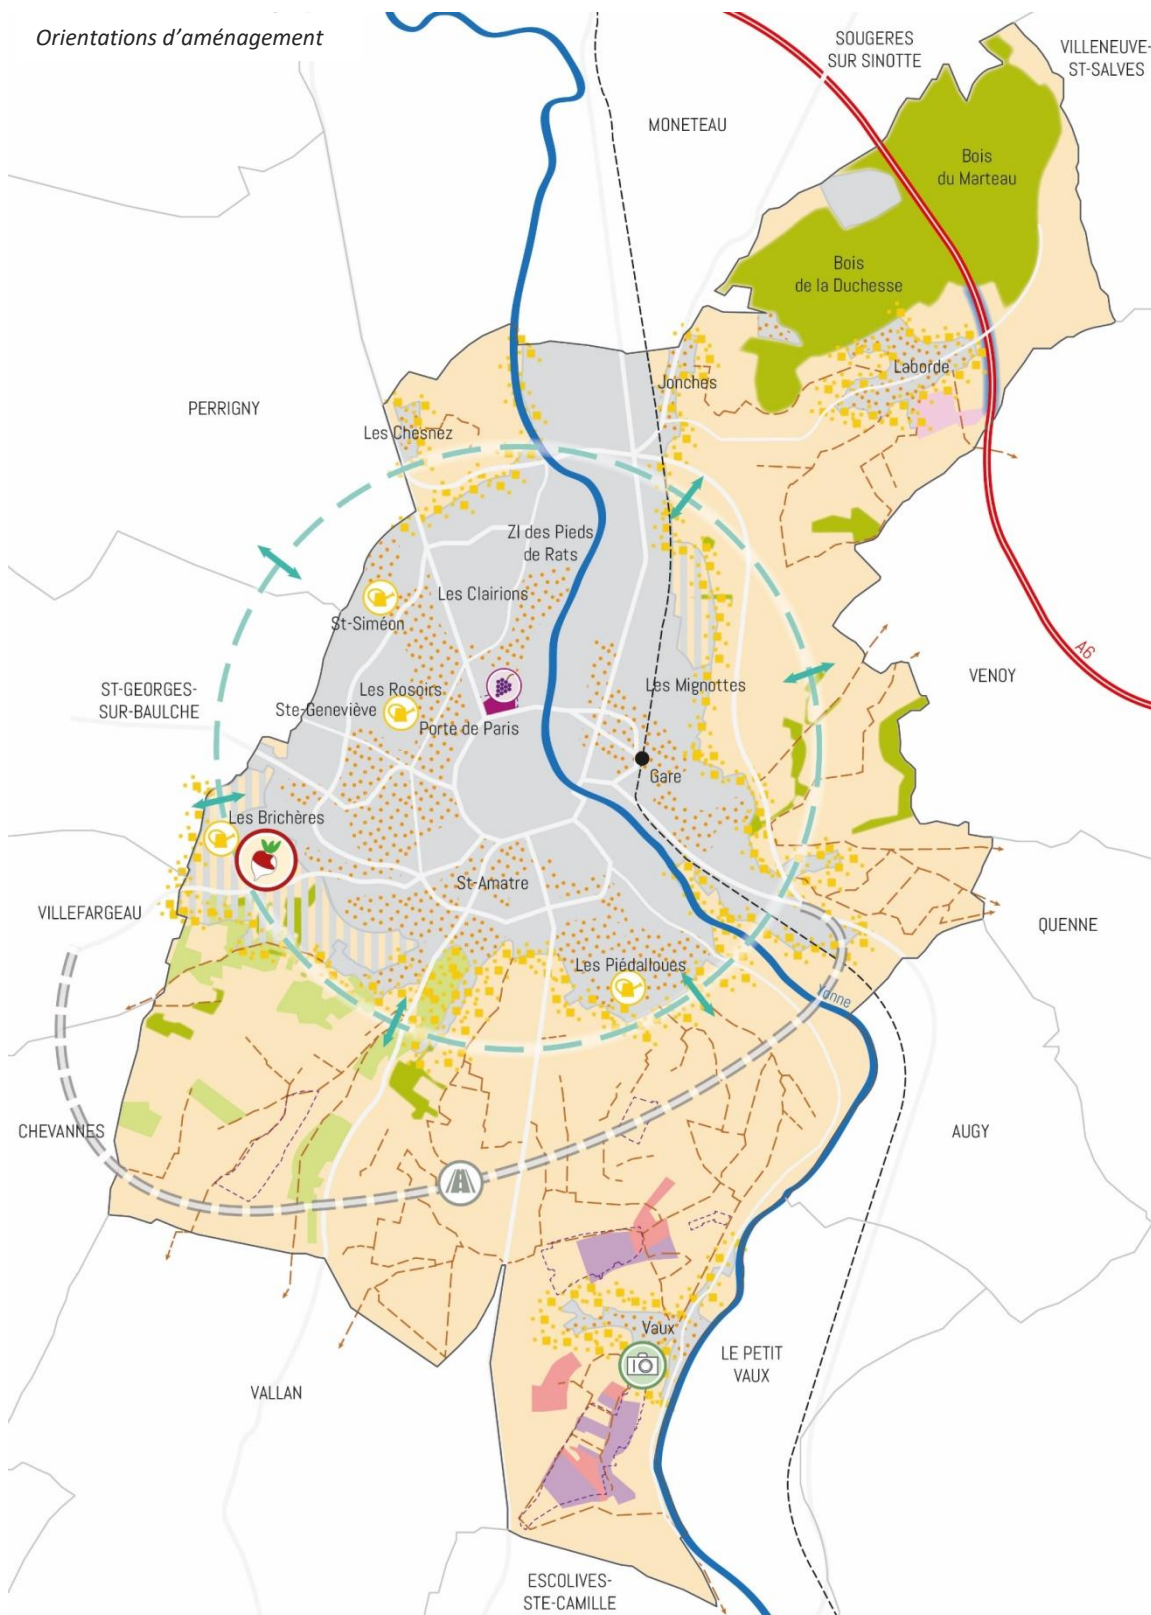 Orientations d’aménagement
SOUGERES
SUR SINOTTE
VILLENEUVE-
ST-SALVES
MONETEAU
Bois
du Marteau
Bois
de la Duchesse
Laborde
Jonches
PERRIGNY
Les Chesnez
ZI des Pieds
de Rats
Les Clairions
St-Siméon
A6
VENOY
ST-GEORGES-
SUR-BAULCHE
Les Rosoirs
Ste-Geneviève
Porte de Paris
Les Mignottes
Gare
Les Brichères
St-Amatre
VILLEFARGEAU
QUENNE
Les Piédalloues
Yonne
CHEVANNES
AUGY
Vaux
LE PETIT
VAUX
VALLAN
ESCOLIVES-
STE-CAMILLE